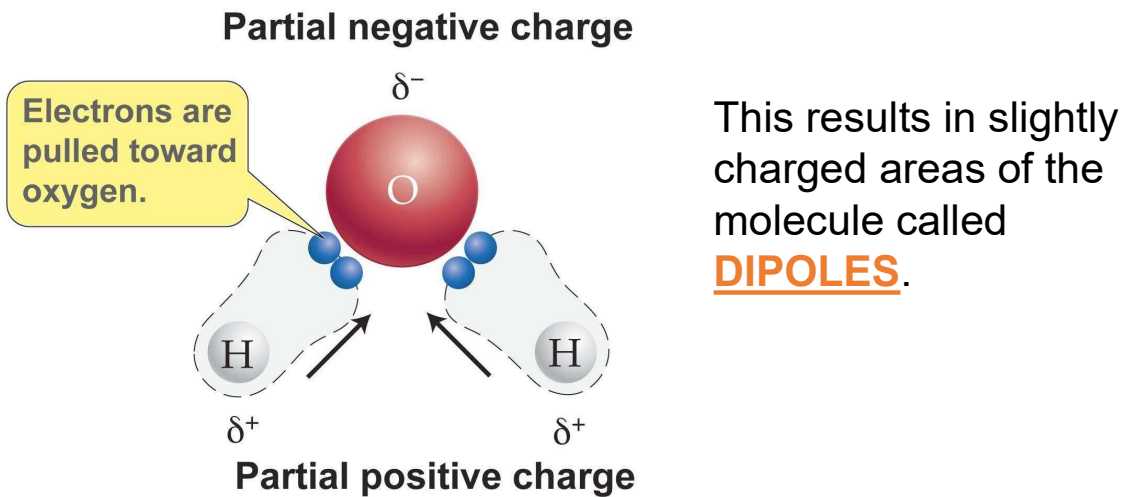 Partial negative charge
δ⁻
Electrons are
pulled toward
oxygen.
O
H
H
δ⁺
δ⁺
Partial positive charge
This results in slightly
charged areas of the
molecule called
DIPOLES.